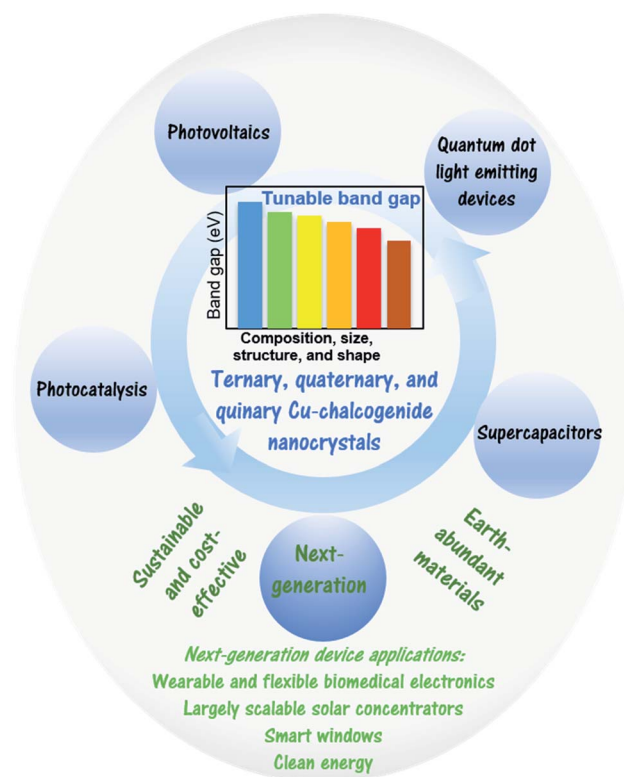 Photovoltaics
Quantum dot
light emitting
devices
Tunable band gap
Band gap (eV)
Composition, size,
structure, and shape
Ternary, quaternary, and
quinary Cu-chalcogenide
nanocrystals
Photocatalysis
Supercapacitors
Sustainable
and cost-
effective
Next-
generation
Earth-
abundant
materials
Next-generation device applications:
Wearable and flexible biomedical electronics
Largely scalable solar concentrators
Smart windows
Clean energy